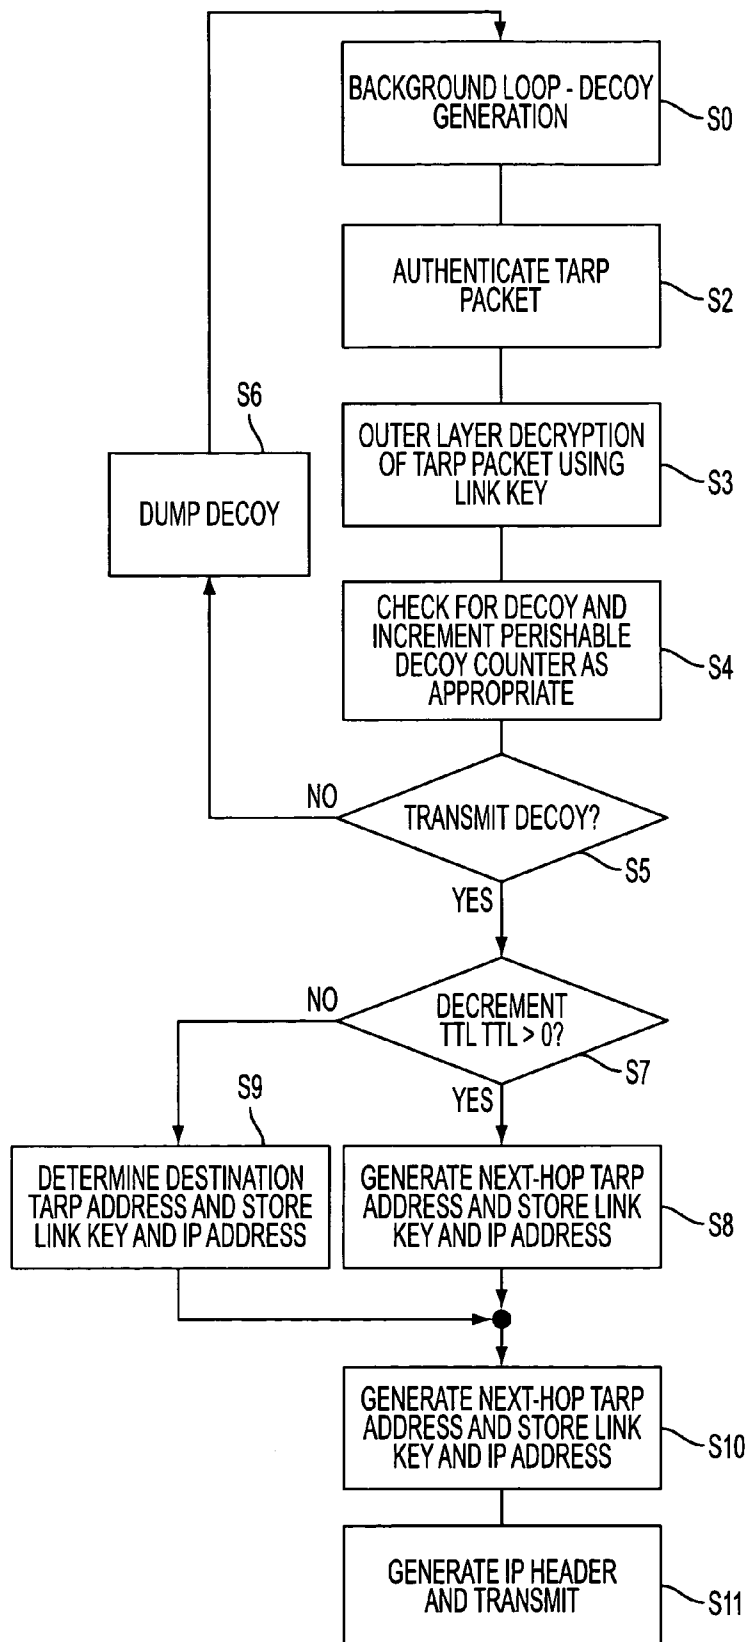 BACKGROUND LOOP - DECOY
GENERATION
S0
AUTHENTICATE TARP
PACKET
S2
S6
OUTER LAYER DECRYPTION
OF TARP PACKET USING
LINK KEY
S3
DUMP DECOY
CHECK FOR DECOY AND
INCREMENT PERISHABLE
DECOY COUNTER AS
APPROPRIATE
S4
NO
TRANSMIT DECOY?
S5
YES
NO
DECREMENT
TTL TTL > 0?
S7
YES
S9
DETERMINE DESTINATION
TARP ADDRESS AND STORE
LINK KEY AND IP ADDRESS
GENERATE NEXT-HOP TARP
ADDRESS AND STORE LINK
KEY AND IP ADDRESS
S8
GENERATE NEXT-HOP TARP
ADDRESS AND STORE LINK
KEY AND IP ADDRESS
S10
GENERATE IP HEADER
AND TRANSMIT
S11